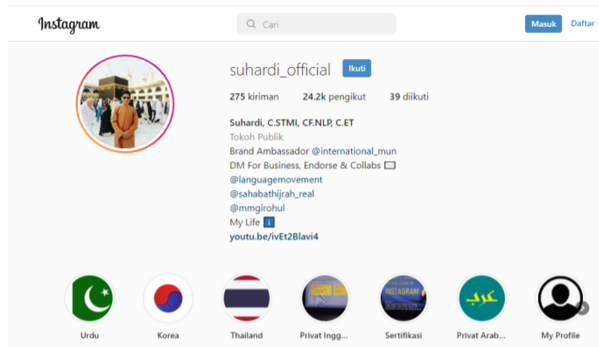 Instagram
Cari
Masuk
Daftar
suhardi_official
Ikuti
275 kiriman 24.2k pengikut 39 diikuti
Suhardi, C.STMI, CF.NLP, C.ET
Tokoh Publik
Brand Ambassador @international_mun
DM For Business, Endorse & Collabs
@languagemovement
@sahabathijrah_real
@mmgirohul
My Life
youtu.be/ivEt2Blavi4
INSTAGRAM
عرب
Urdu
Korea
Thailand
Privat Ingg...
Sertifikasi
Privat Arab...
My Profile